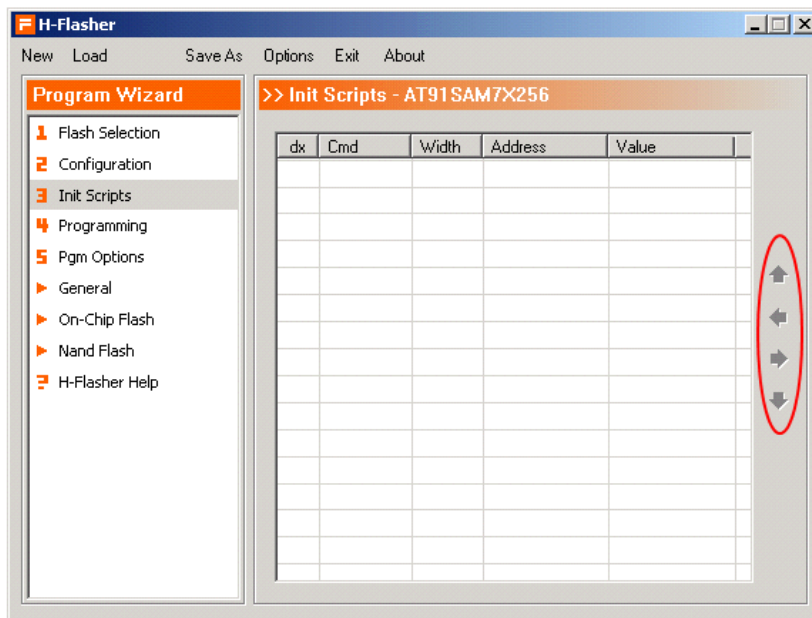 H-Flasher
New Load Save As Options Exit About
Program Wizard
1 Flash Selection
2 Configuration
3 Init Scripts
4 Programming
5 Pgm Options
General
On-Chip Flash
Nand Flash
? H-Flasher Help
>> Init Scripts - AT91SAM7X256
dx Cmd Width Address Value